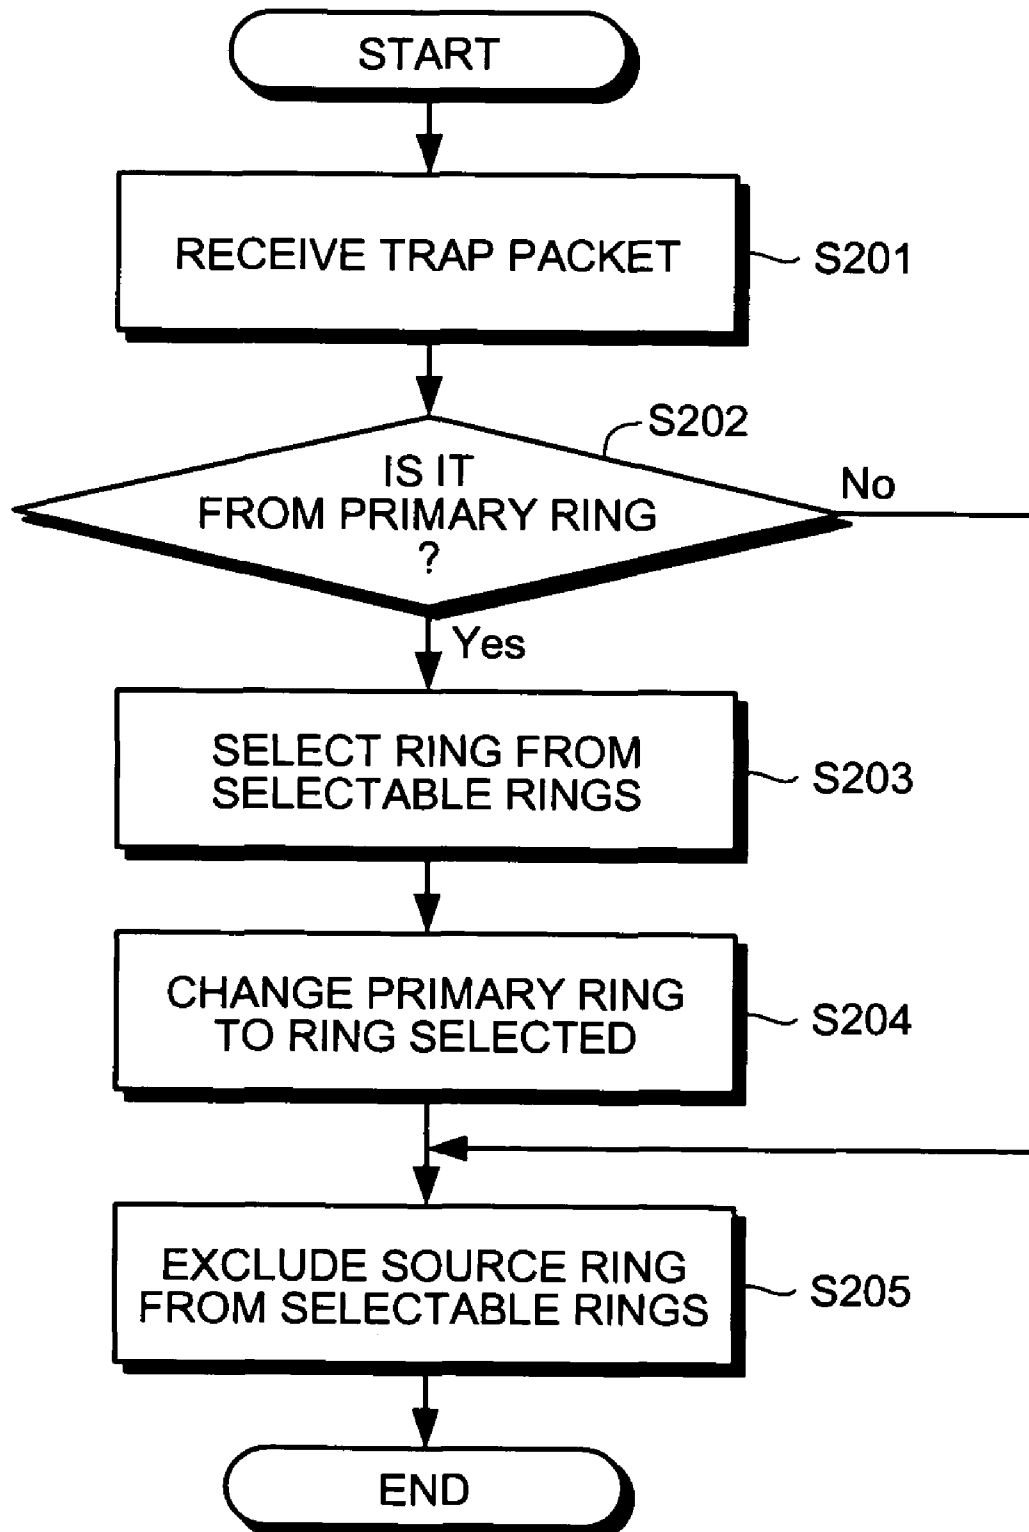 START
RECEIVE TRAP PACKET
S201
S202
IS IT
FROM PRIMARY RING
?
No
Yes
SELECT RING FROM
SELECTABLE RINGS
S203
CHANGE PRIMARY RING
TO RING SELECTED
S204
EXCLUDE SOURCE RING
FROM SELECTABLE RINGS
S205
END